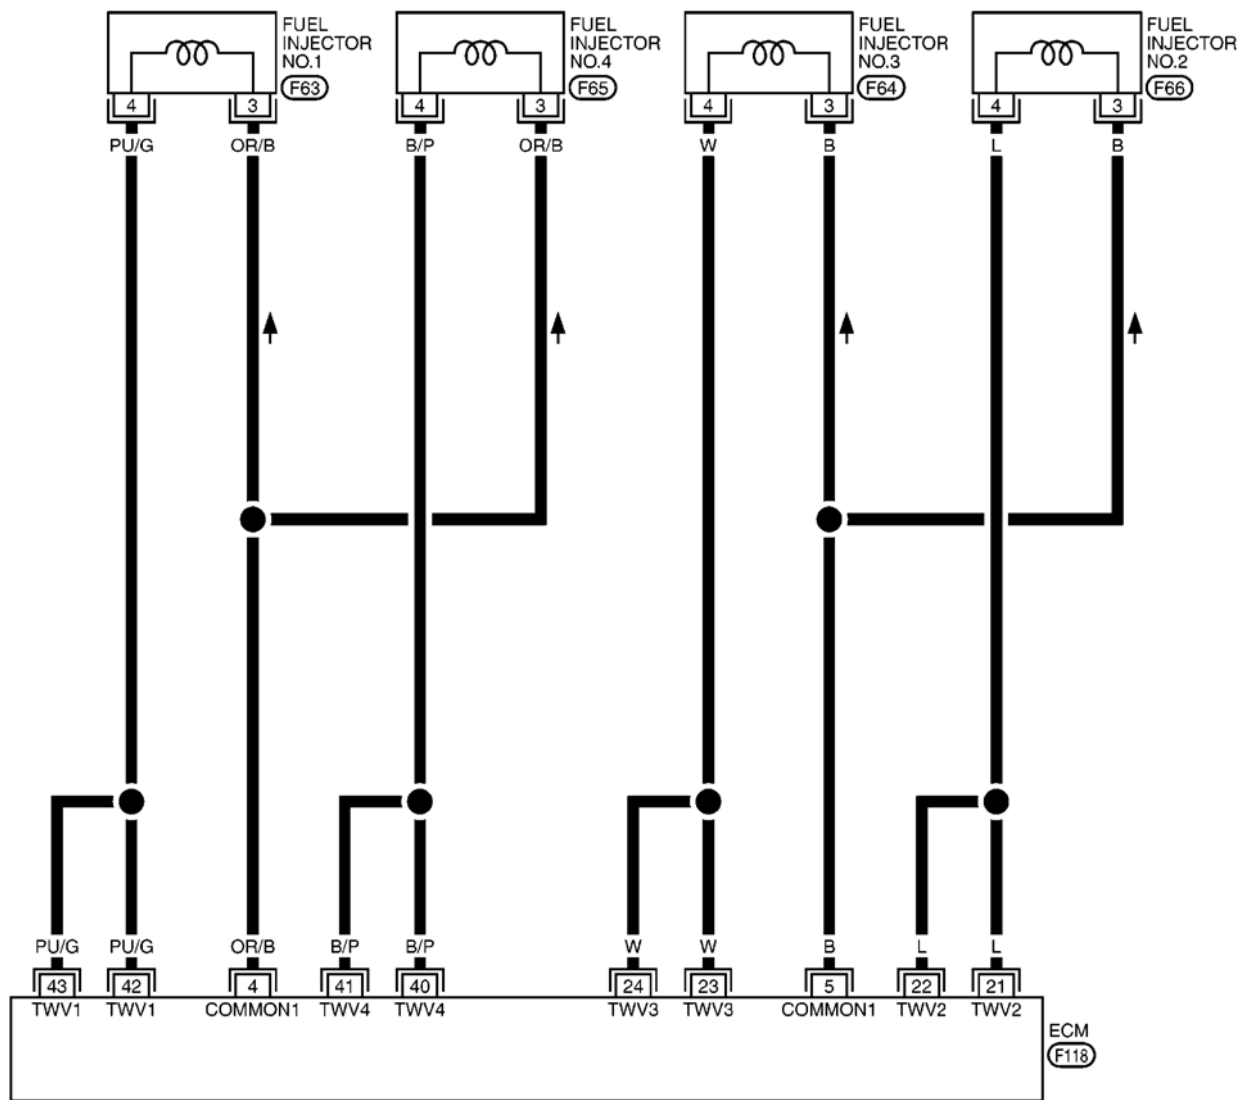 FUEL
INJECTOR
NO.1
F63
FUEL
INJECTOR
NO.4
F65
FUEL
INJECTOR
NO.3
F64
FUEL
INJECTOR
NO.2
F66
4 3 4 3 4 3 4 3
PU/G OR/B B/P OR/B W B L B
PU/G PU/G OR/B B/P B/P W W B L L
43 42 4 41 40 24 23 5 22 21
TWV1 TWV1 COMMON1 TWV4 TWV4 TWV3 TWV3 COMMON1 TWV2 TWV2
ECM
F118